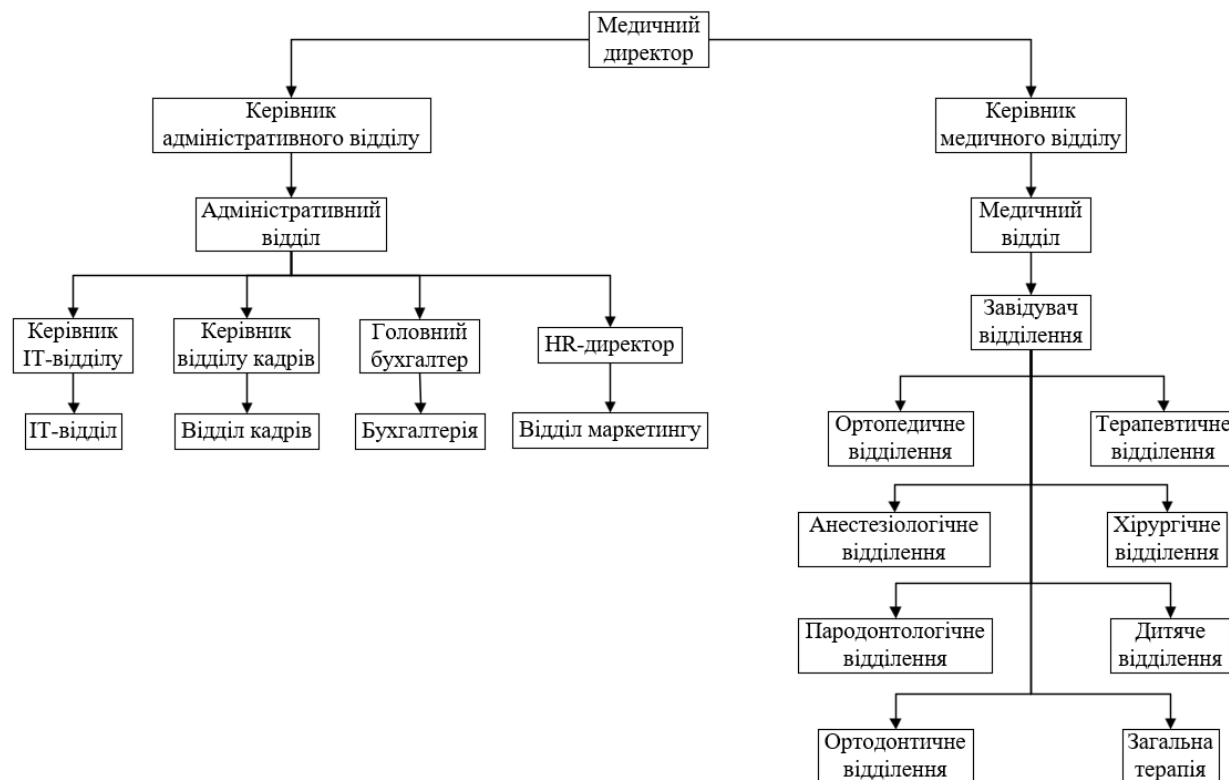 Медичний
директор
Керівник
адміністративного відділу
Керівник
медичного відділу
Адміністративний
відділ
Медичний
відділ
Керівник
ІТ-відділу
Керівник
відділу кадрів
Головний
бухгалтер
HR-директор
Завідувач
відділення
ІТ-відділ
Відділ кадрів
Бухгалтерія
Відділ маркетингу
Ортопедичне
відділення
Терапевтичне
відділення
Анестезіологічне
відділення
Хірургічне
відділення
Пародонтологічне
відділення
Дитяче
відділення
Ортодонтичне
відділення
Загальна
терапія